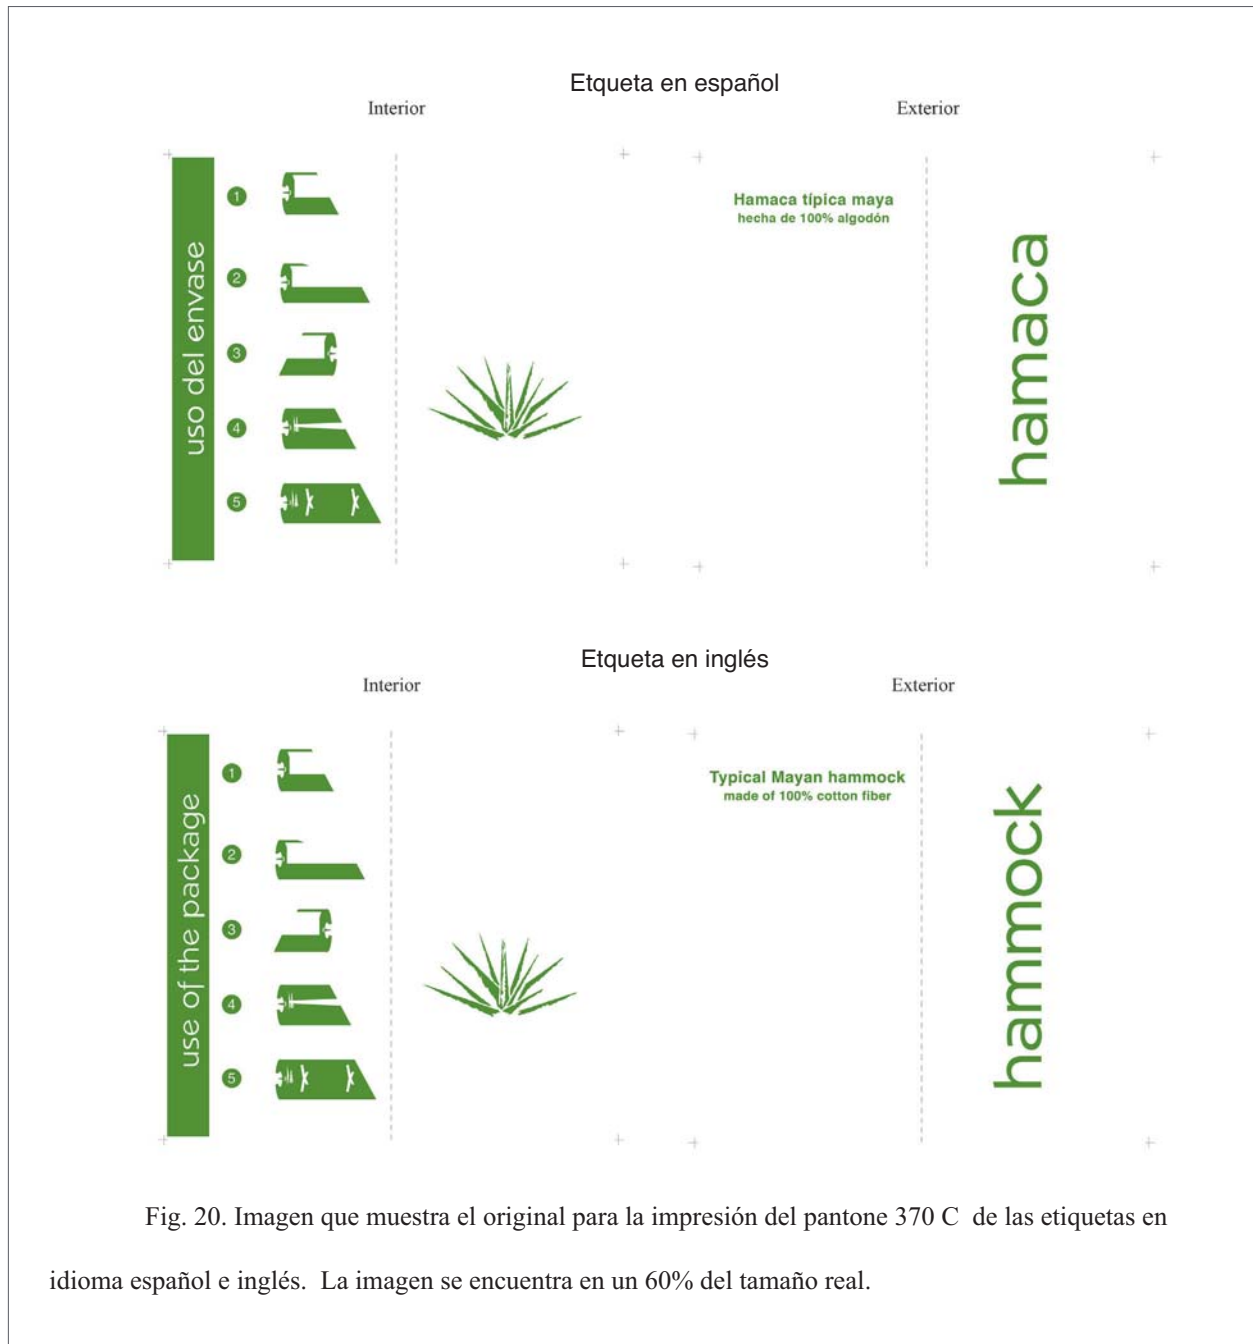 Etqueta en español
Interior
Exterior
uso del envase
1
2
3
4
5
Hamaca típica maya
hecha de 100% algodón
hamaca
Etqueta en inglés
Interior
Exterior
use of the package
1
2
3
4
5
Typical Mayan hammock
made of 100% cotton fiber
hammock
Fig. 20. Imagen que muestra el original para la impresión del pantone 370 C de las etiquetas en
idioma español e inglés. La imagen se encuentra en un 60% del tamaño real.